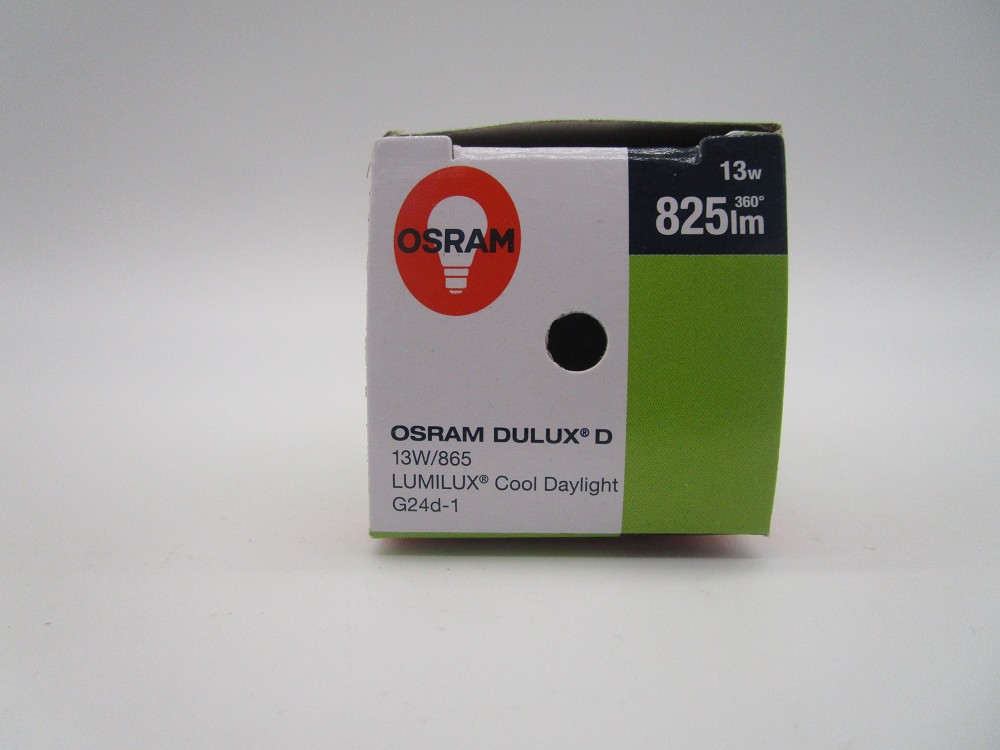 OSRAM
13W
360°
825lm
OSRAM DULUX® D
13W/865
LUMILUX® Cool Daylight
G24d-1